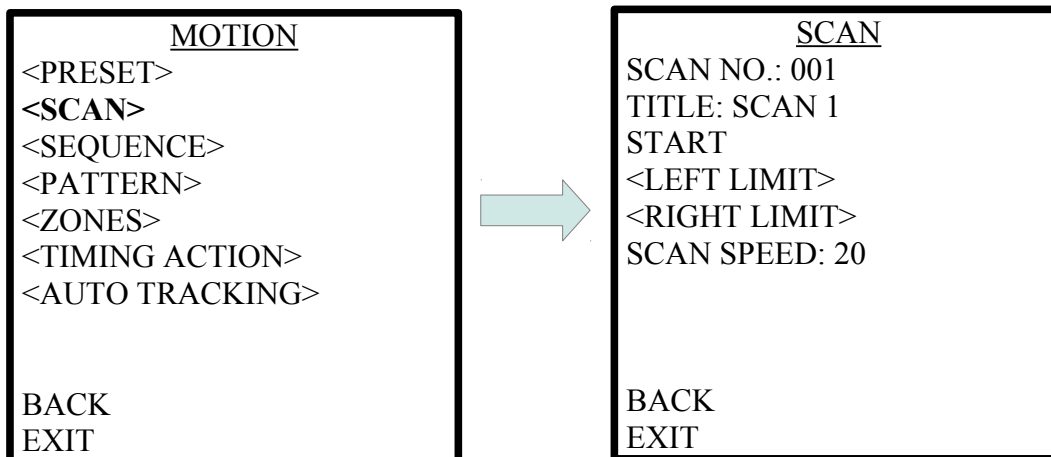 MOTION
<PRESET>
<SCAN>
<SEQUENCE>
<PATTERN>
<ZONES>
<TIMING ACTION>
<AUTO TRACKING>
BACK
EXIT
SCAN
SCAN NO.: 001
TITLE: SCAN 1
START
<LEFT LIMIT>
<RIGHT LIMIT>
SCAN SPEED: 20
BACK
EXIT